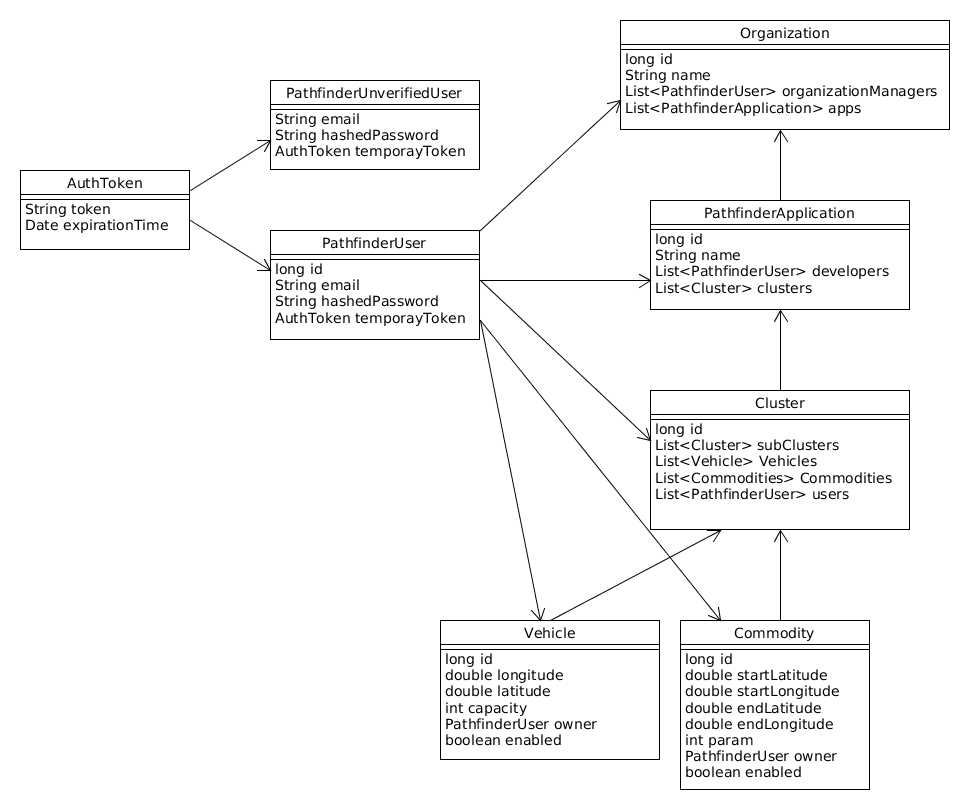 Organization
long id
String name
List<PathfinderUser> organizationManagers
List<PathfinderApplication> apps
PathfinderUnverifiedUser
String email
String hashedPassword
AuthToken temporayToken
AuthToken
String token
Date expirationTime
PathfinderUser
long id
String email
String hashedPassword
AuthToken temporayToken
PathfinderApplication
long id
String name
List<PathfinderUser> developers
List<Cluster> clusters
Cluster
long id
List<Cluster> subClusters
List<Vehicle> Vehicles
List<Commodities> Commodities
List<PathfinderUser> users
Vehicle
long id
double longitude
double latitude
int capacity
PathfinderUser owner
boolean enabled
Commodity
long id
double startLatitude
double startLongitude
double endLatitude
double endLongitude
int param
PathfinderUser owner
boolean enabled